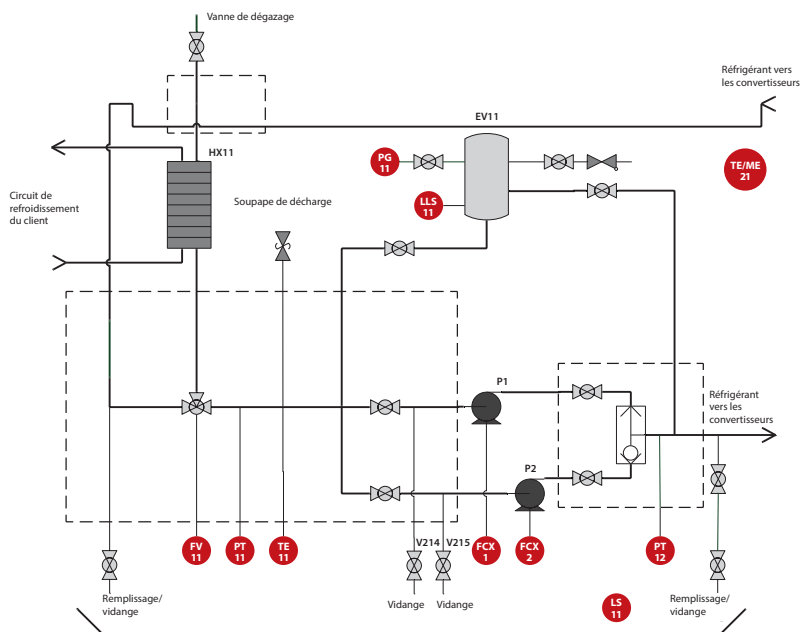 Vanne de dégazage
Réfrigérant vers
les convertisseurs
EV11
HX11
PG
11
TE/ME
21
LLS
11
Circuit de
refroidissement
du client
Soupape de décharge
P1
Réfrigérant
vers les
convertisseurs
P2
V214
V215
FV
11
PT
11
TE
11
FCX
1
FCX
2
PT
12
Remplissage/
vidange
Vidange
Vidange
LS
11
Remplissage/
vidange